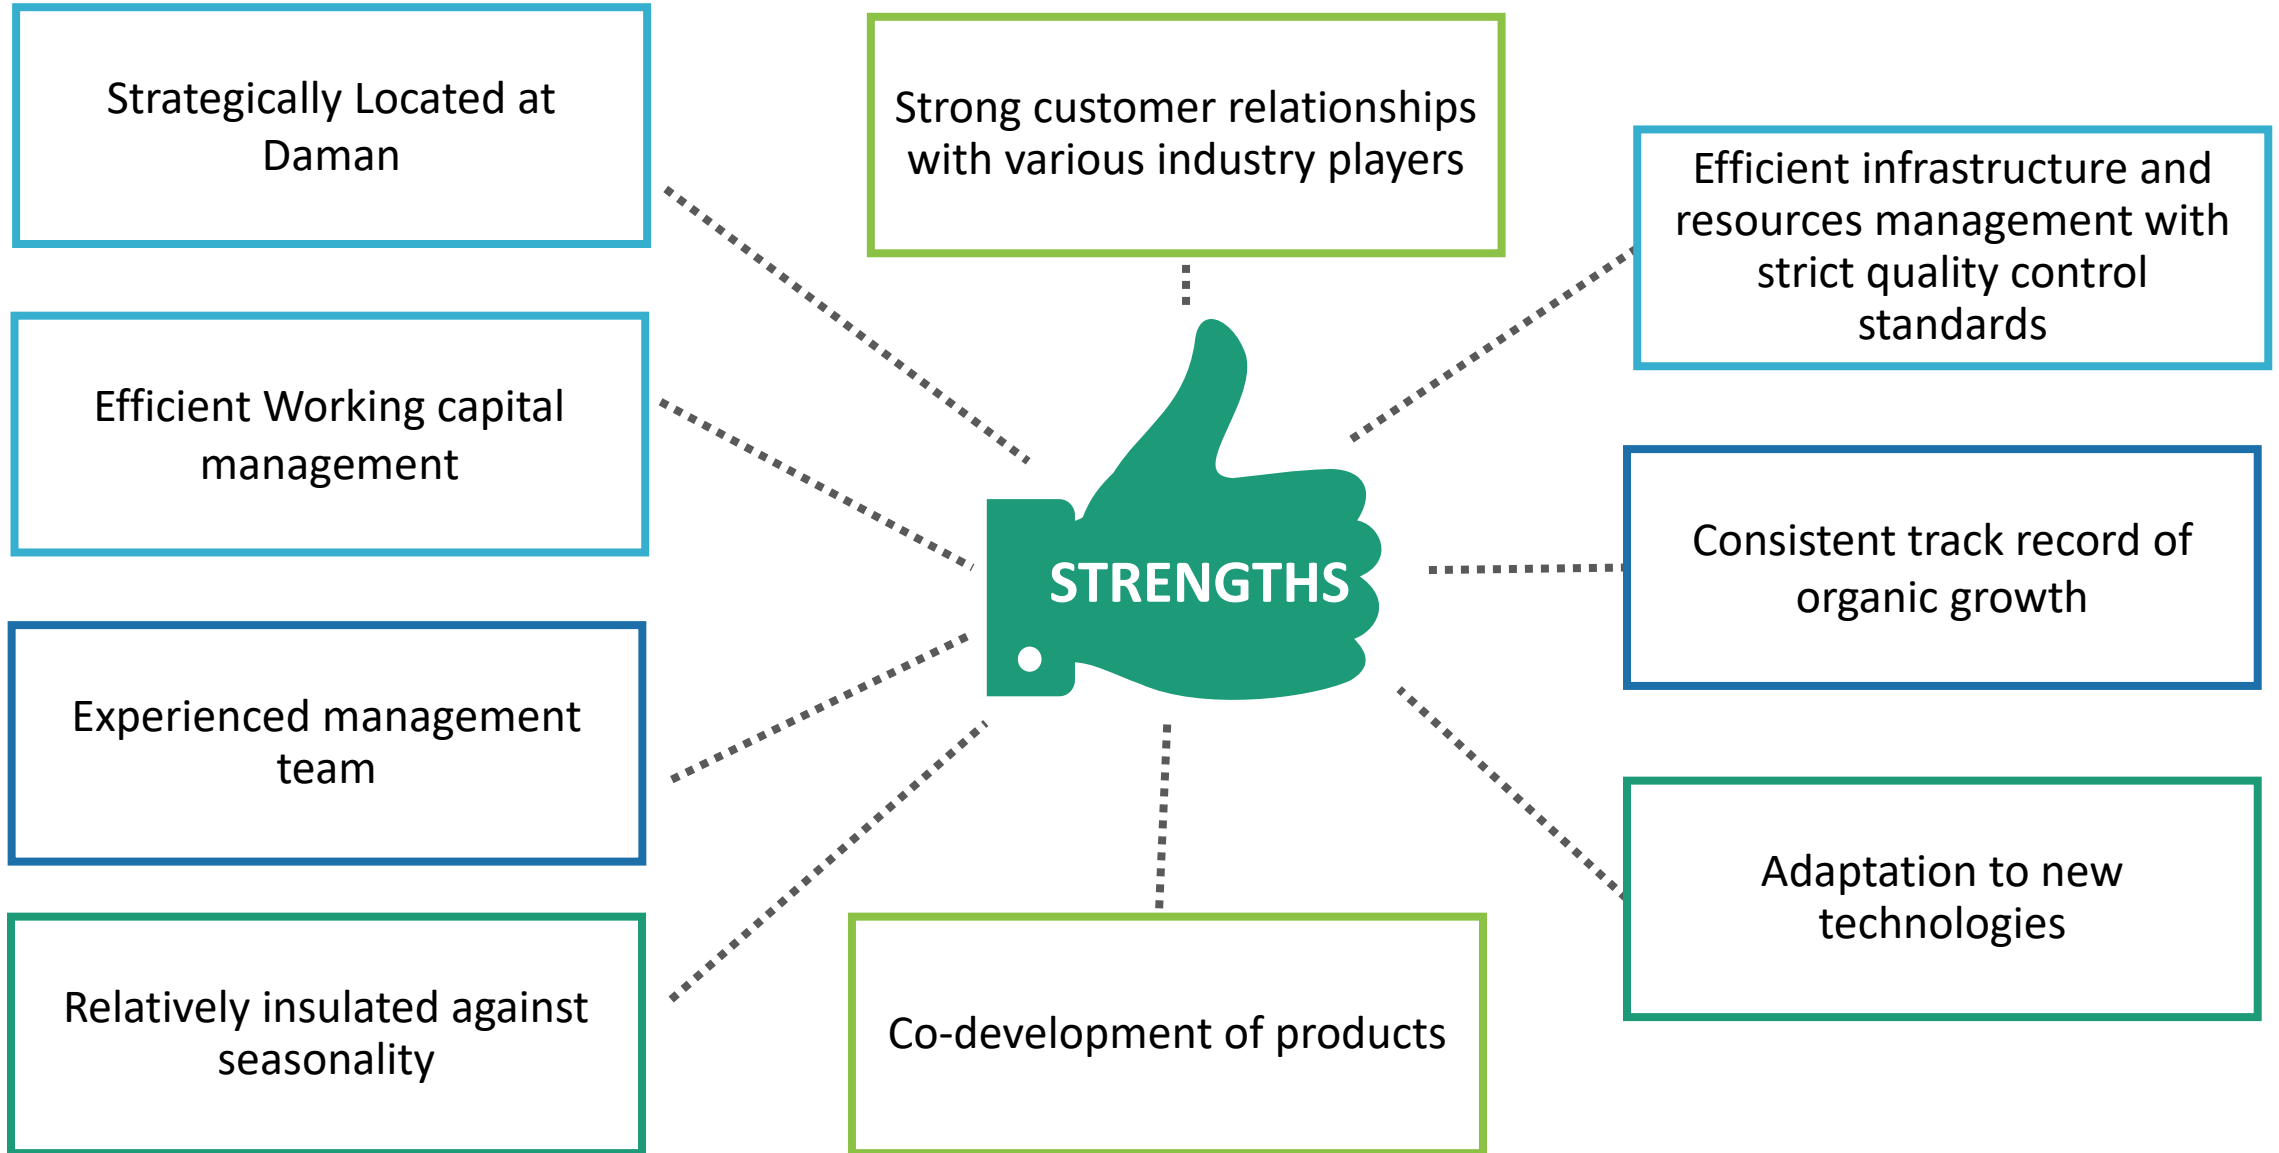 Strategically Located at
Daman
Strong customer relationships
with various industry players
Efficient infrastructure and
resources management with
strict quality control
standards
Efficient Working capital
management
STRENGTHS
Consistent track record of
organic growth
Experienced management
team
Adaptation to new
technologies
Relatively insulated against
seasonality
Co-development of products